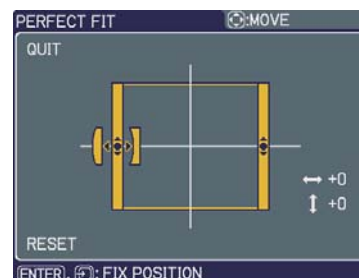 PERFECT FIT :MOVE
QUIT
+0
+0
RESET
ENTER, : FIX POSITION